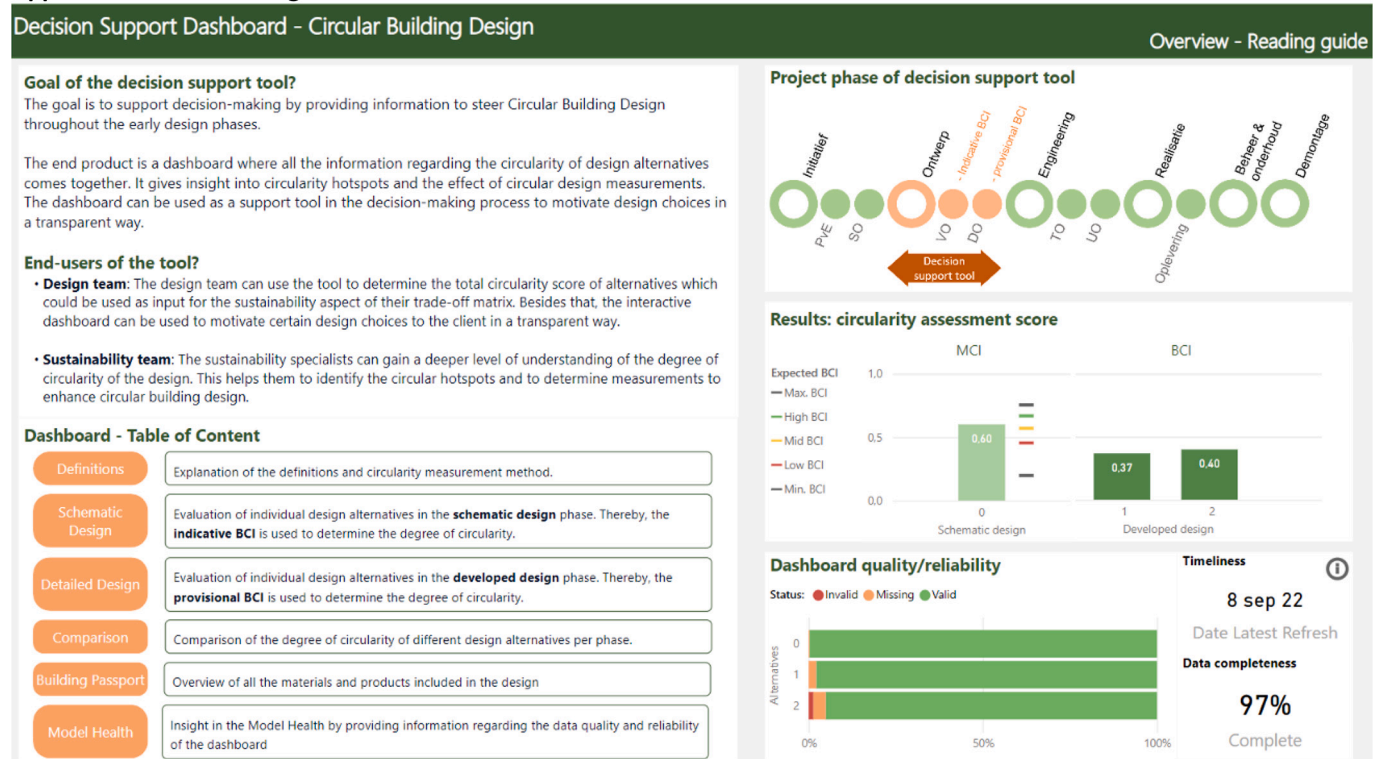 Decision Support Dashboard - Circular Building Design
Overview - Reading guide
Goal of the decision support tool?
The goal is to support decision-making by providing information to steer Circular Building Design
throughout the early design phases.
The end product is a dashboard where all the information regarding the circularity of design alternatives
comes together. It gives insight into circularity hotspots and the effect of circular design measurements.
The dashboard can be used as a support tool in the decision-making process to motivate design choices in
a transparent way.
End-users of the tool?
• Design team: The design team can use the tool to determine the total circularity score of alternatives which
could be used as input for the sustainability aspect of their trade-off matrix. Besides that, the interactive
dashboard can be used to motivate certain design choices to the client in a transparent way.
• Sustainability team: The sustainability specialists can gain a deeper level of understanding of the degree of
circularity of the design. This helps them to identify the circular hotspots and to determine measurements to
enhance circular building design.
Dashboard - Table of Content
Definitions
Explanation of the definitions and circularity measurement method.
Schematic
Design
Evaluation of individual design alternatives in the schematic design phase. Thereby, the
indicative BCI is used to determine the degree of circularity.
Detailed Design
Evaluation of individual design alternatives in the developed design phase. Thereby, the
provisional BCI is used to determine the degree of circularity.
Comparison
Comparison of the degree of circularity of different design alternatives per phase.
Building Passport
Overview of all the materials and products included in the design
Model Health
Insight in the Model Health by providing information regarding the data quality and reliability
of the dashboard
Project phase of decision support tool
Initiatief
PvE
SO
Ontwerp
- Indicative BCI
- provisional BCI
VO
DO
Engineering
TO
UO
Realisatie
Oplevering
Beheer &
onderhoud
Demontage
Decision
support tool
Results: circularity assessment score
MCI
BCI
Expected BCI
Max. BCI
High BCI
Mid BCI
Low BCI
Min. BCI
1.0
0.5
0.0
0,60
0,37
0,40
0
1
2
Schematic design
Developed design
Dashboard quality/reliability
Status: Invalid Missing Valid
Alternatives
0
1
2
0%
50%
100%
Timeliness
8 sep 22
Date Latest Refresh
Data completeness
97%
Complete